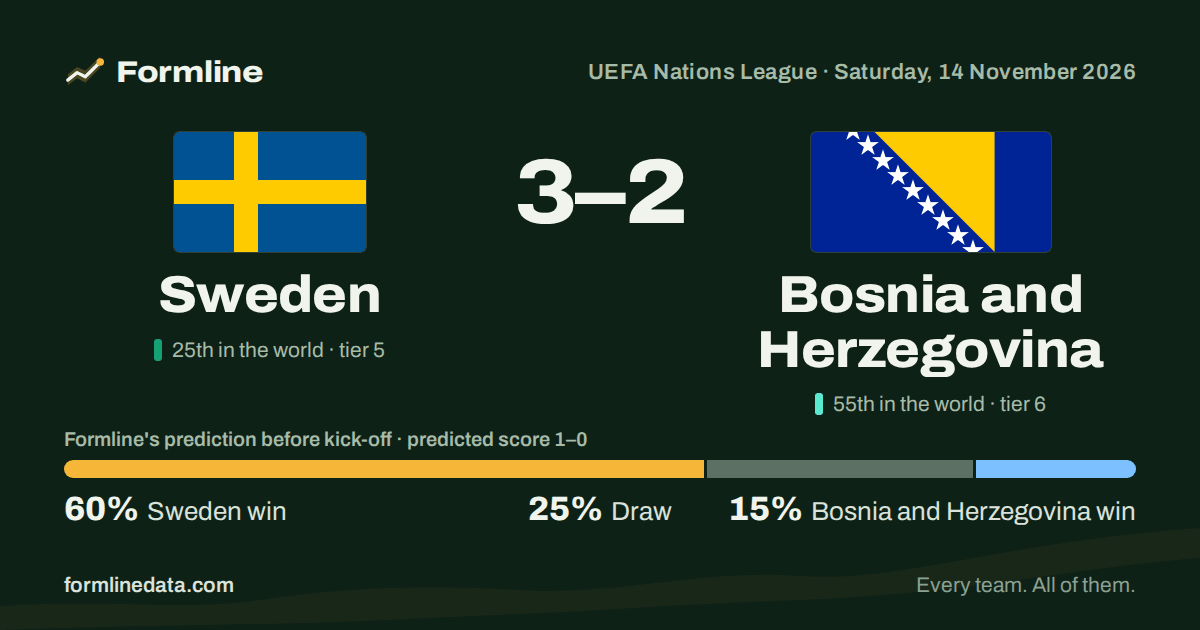 Formline
UEFA Nations League · Saturday, 14 November 2026
3–2
Sweden
25th in the world · tier 5
Bosnia and
Herzegovina
55th in the world · tier 6
Formline's prediction before kick-off · predicted score 1–0
60% Sweden win
25% Draw
15% Bosnia and Herzegovina win
formlinedata.com
Every team. All of them.